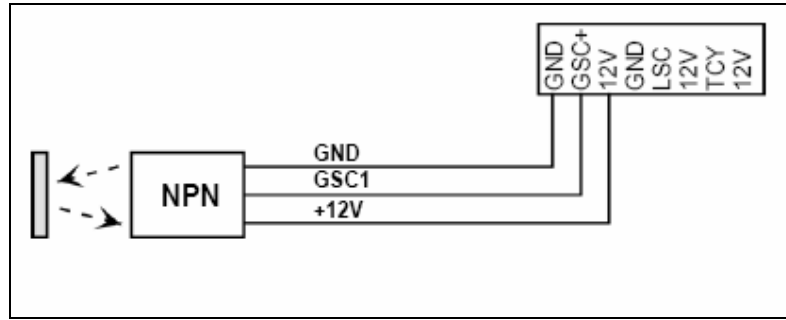 GND
GSC+
12V
GND
LSC
12V
TCY
12V
GND
GSC1
+12V
NPN